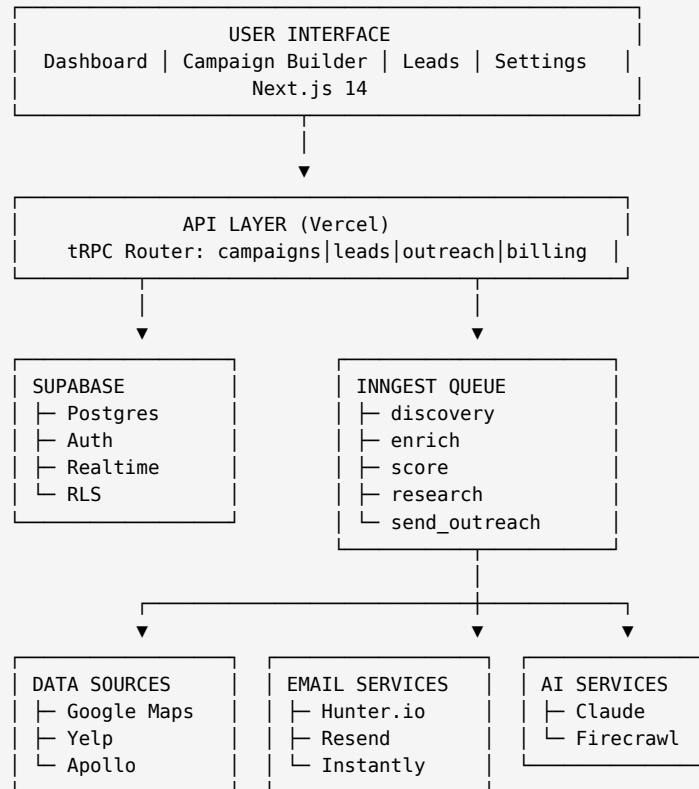 USER INTERFACE
Dashboard │ Campaign Builder │ Leads │ Settings
Next.js 14
API LAYER (Vercel)
tRPC Router: campaigns│leads│outreach│billing
SUPABASE
├─ Postgres
├─ Auth
├─ Realtime
└─ RLS
INNGEST QUEUE
├─ discovery
├─ enrich
├─ score
├─ research
└─ send_outreach
DATA SOURCES
├─ Google Maps
├─ Yelp
└─ Apollo
EMAIL SERVICES
├─ Hunter.io
├─ Resend
└─ Instantly
AI SERVICES
├─ Claude
└─ Firecrawl